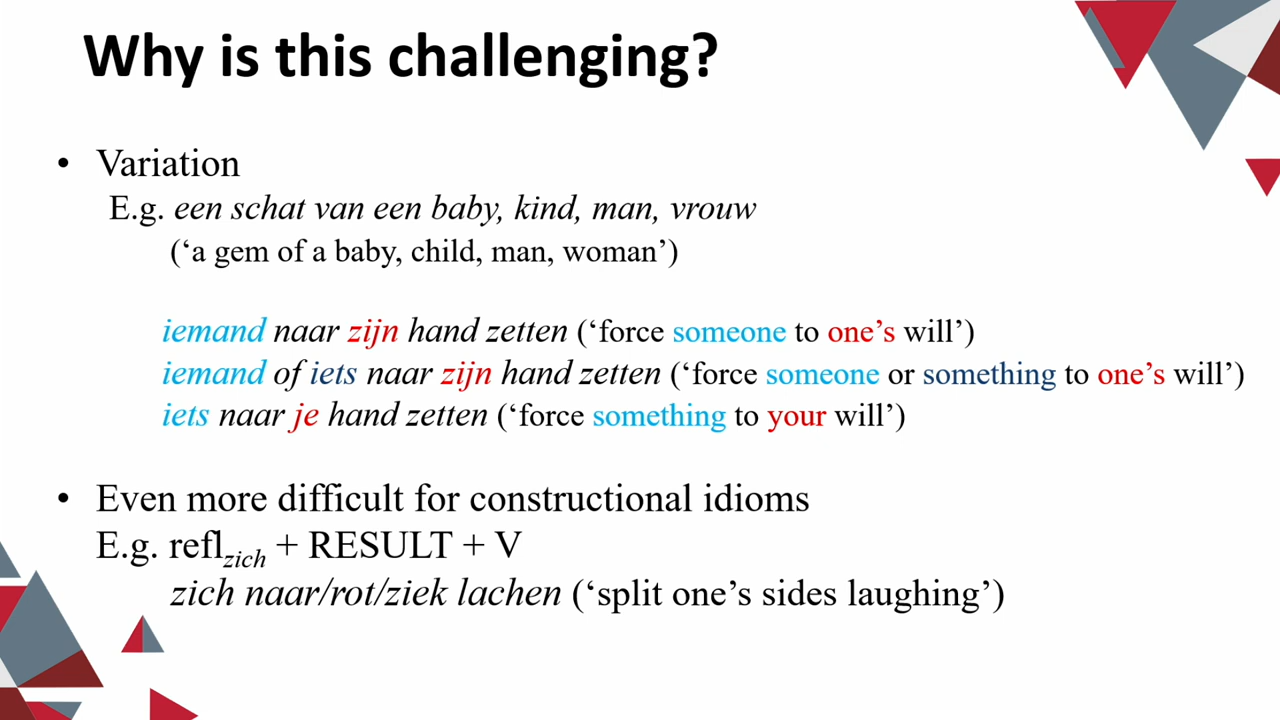 Why is this challenging?
• Variation
E.g. een schat van een baby, kind, man, vrouw
(‘a gem of a baby, child, man, woman’)
iemand naar zijn hand zetten (‘force someone to one’s will’)
iemand of iets naar zijn hand zetten (‘force someone or something to one’s will’)
iets naar je hand zetten (‘force something to your will’)
• Even more difficult for constructional idioms
E.g. refl zich + RESULT + V
zich naar/rot/ziek lachen (‘split one’s sides laughing’)